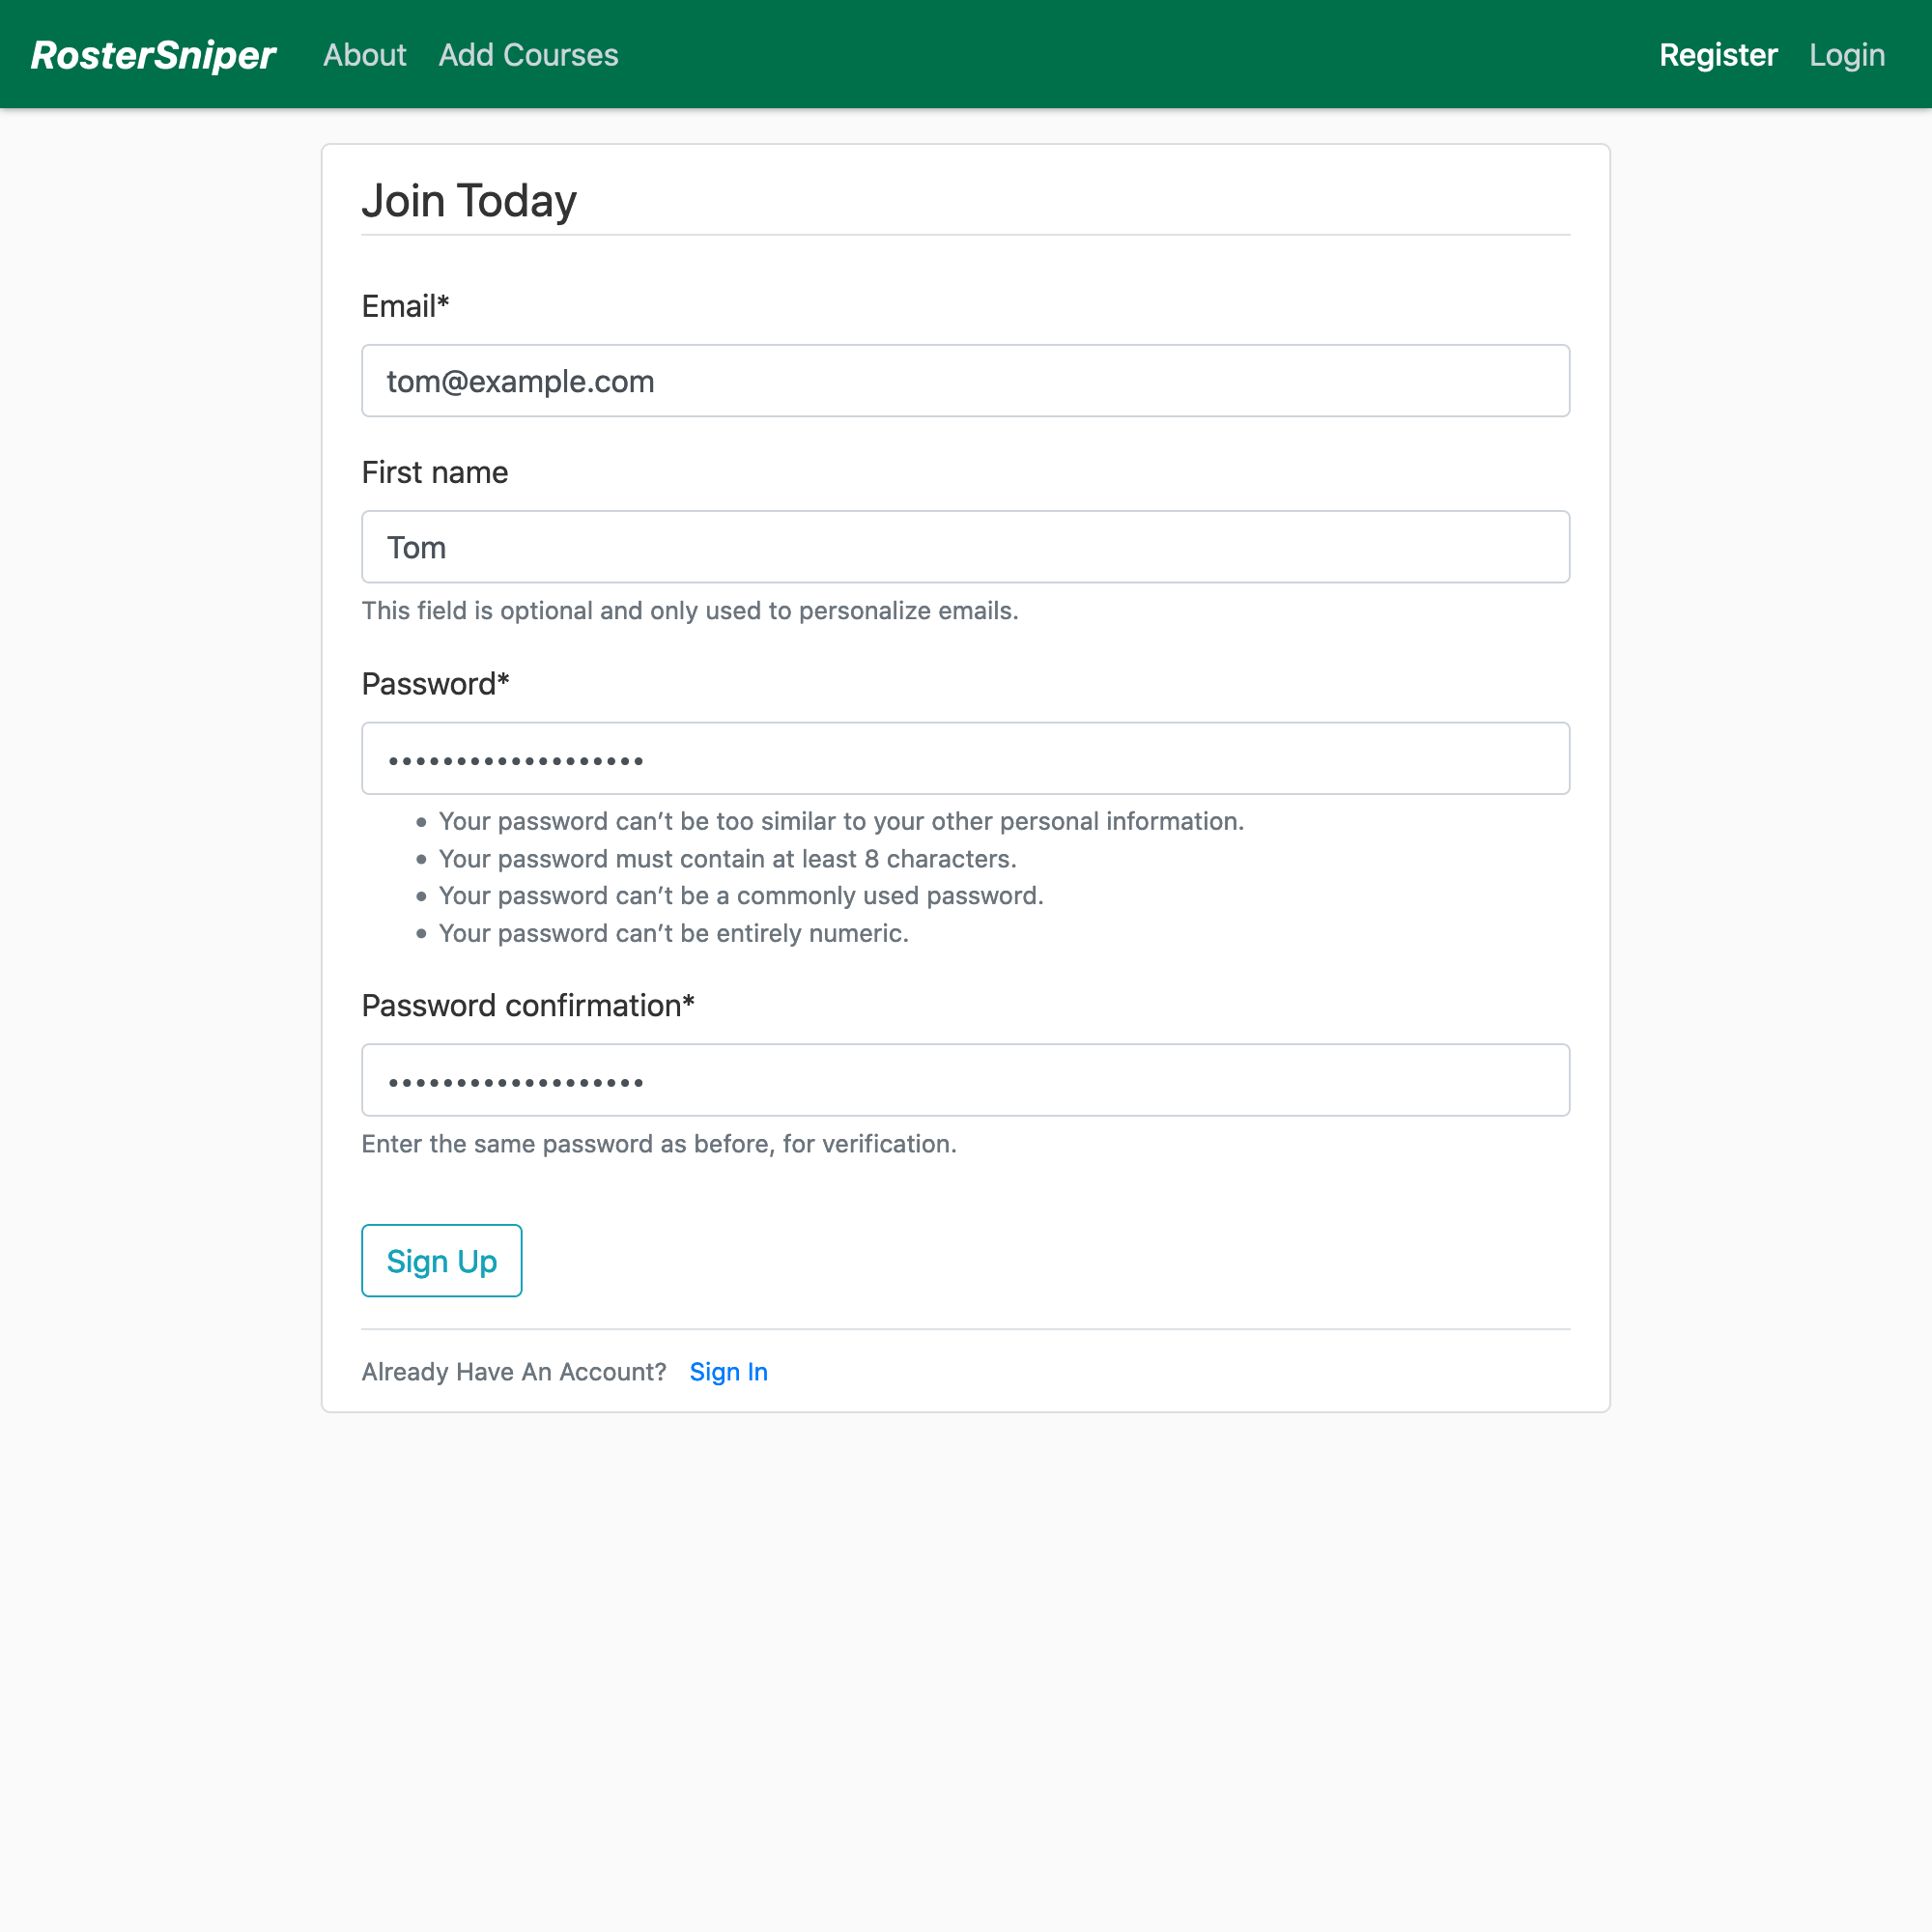 RosterSniper About Add Courses Register Login
Join Today
Email*
tom@example.com
First name
Tom
This field is optional and only used to personalize emails.
Password*
•••••••••••••••••••
• Your password can’t be too similar to your other personal information.
• Your password must contain at least 8 characters.
• Your password can’t be a commonly used password.
• Your password can’t be entirely numeric.
Password confirmation*
•••••••••••••••••••
Enter the same password as before, for verification.
Sign Up
Already Have An Account? Sign In